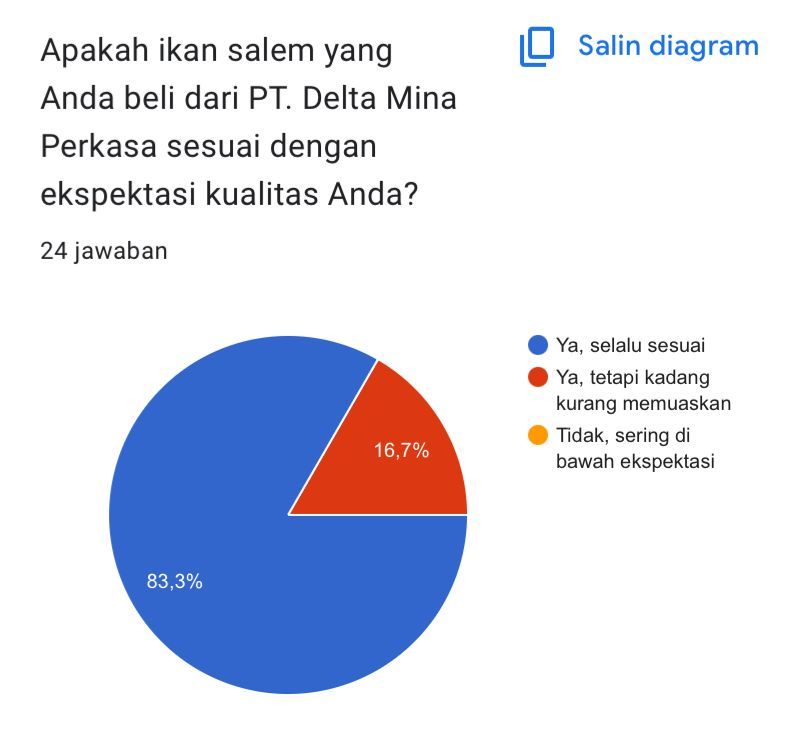 Apakah ikan salem yang
Anda beli dari PT. Delta Mina
Perkasa sesuai dengan
ekspektasi kualitas Anda?
Salin diagram
24 jawaban
Ya, selalu sesuai
Ya, tetapi kadang
kurang memuaskan
Tidak, sering di
bawah ekspektasi
16,7%
83,3%